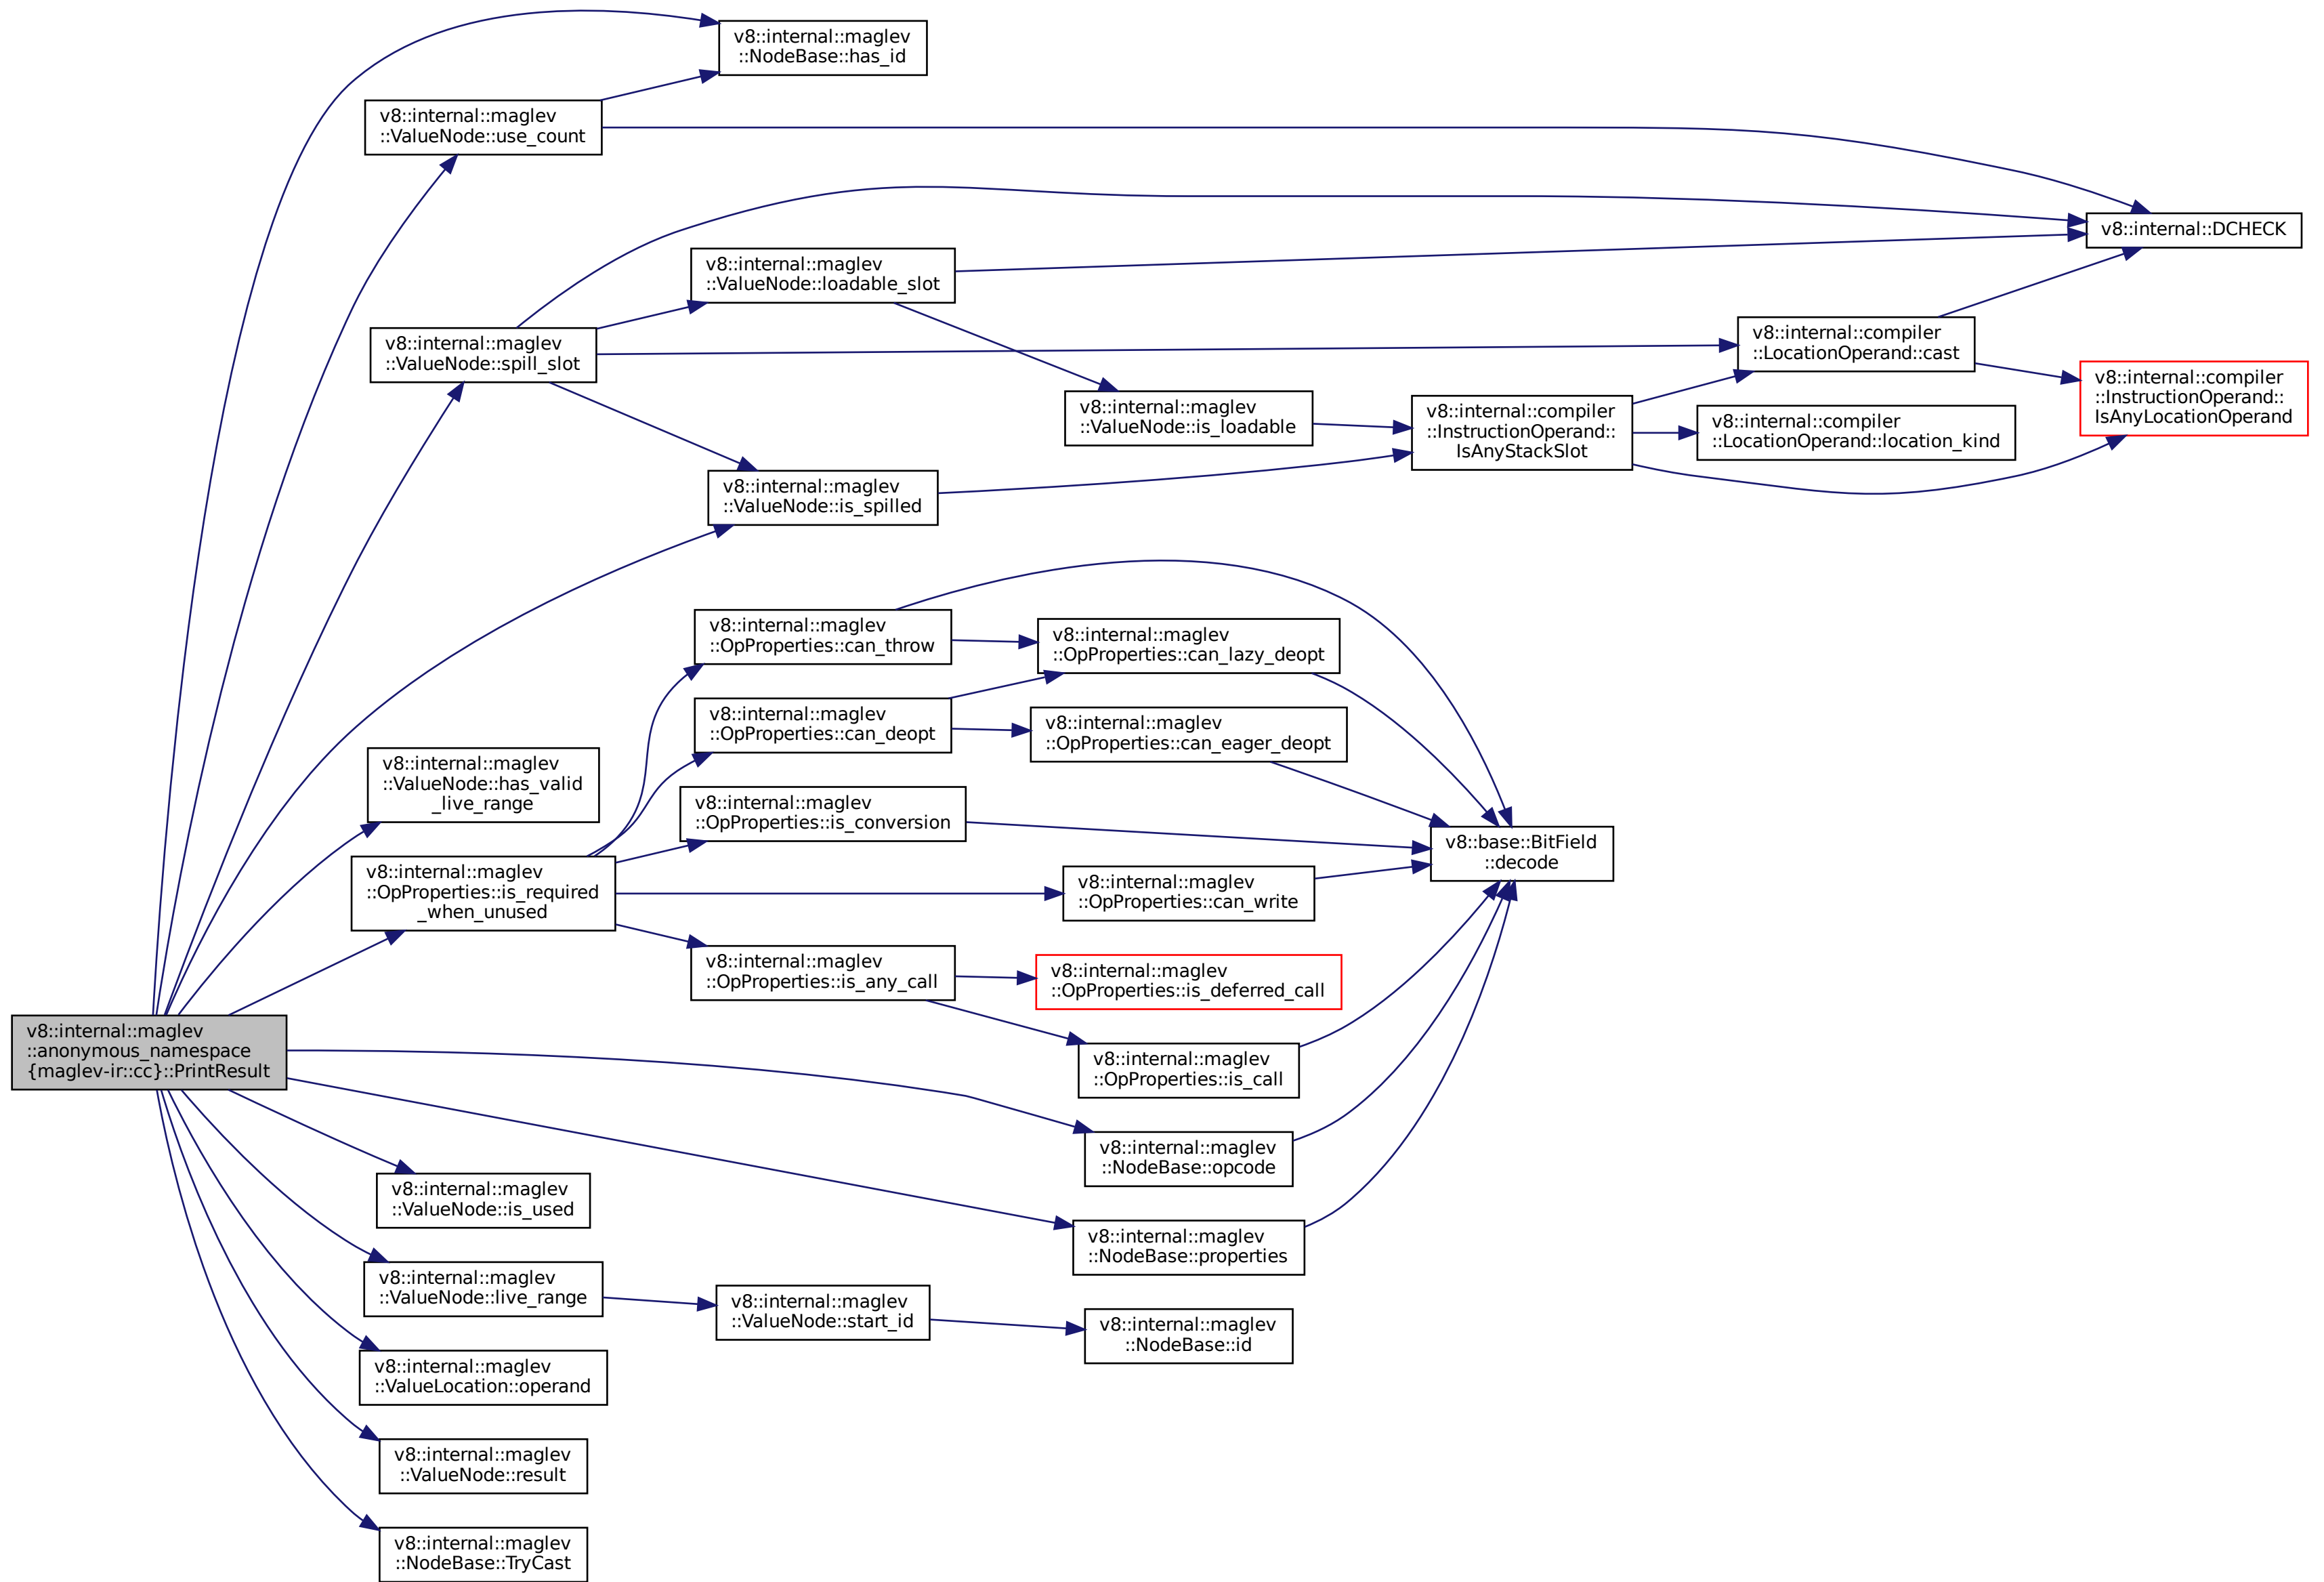 v8::internal::maglev
::NodeBase::has_id
v8::internal::maglev
::ValueNode::use_count
v8::internal::DCHECK
v8::internal::maglev
::ValueNode::loadable_slot
v8::internal::maglev
::ValueNode::spill_slot
v8::internal::compiler
::LocationOperand::cast
v8::internal::compiler
::InstructionOperand::
IsAnyLocationOperand
v8::internal::maglev
::ValueNode::is_loadable
v8::internal::compiler
::InstructionOperand::
IsAnyStackSlot
v8::internal::compiler
::LocationOperand::location_kind
v8::internal::maglev
::ValueNode::is_spilled
v8::internal::maglev
::OpProperties::can_throw
v8::internal::maglev
::OpProperties::can_lazy_deopt
v8::internal::maglev
::OpProperties::can_deopt
v8::internal::maglev
::OpProperties::can_eager_deopt
v8::internal::maglev
::ValueNode::has_valid
_live_range
v8::internal::maglev
::OpProperties::is_conversion
v8::base::BitField
::decode
v8::internal::maglev
::OpProperties::is_required
_when_unused
v8::internal::maglev
::OpProperties::can_write
v8::internal::maglev
::OpProperties::is_any_call
v8::internal::maglev
::OpProperties::is_deferred_call
v8::internal::maglev
::anonymous_namespace
{maglev-ir::cc}::PrintResult
v8::internal::maglev
::OpProperties::is_call
v8::internal::maglev
::NodeBase::opcode
v8::internal::maglev
::ValueNode::is_used
v8::internal::maglev
::NodeBase::properties
v8::internal::maglev
::ValueNode::live_range
v8::internal::maglev
::ValueNode::start_id
v8::internal::maglev
::NodeBase::id
v8::internal::maglev
::ValueLocation::operand
v8::internal::maglev
::ValueNode::result
v8::internal::maglev
::NodeBase::TryCast